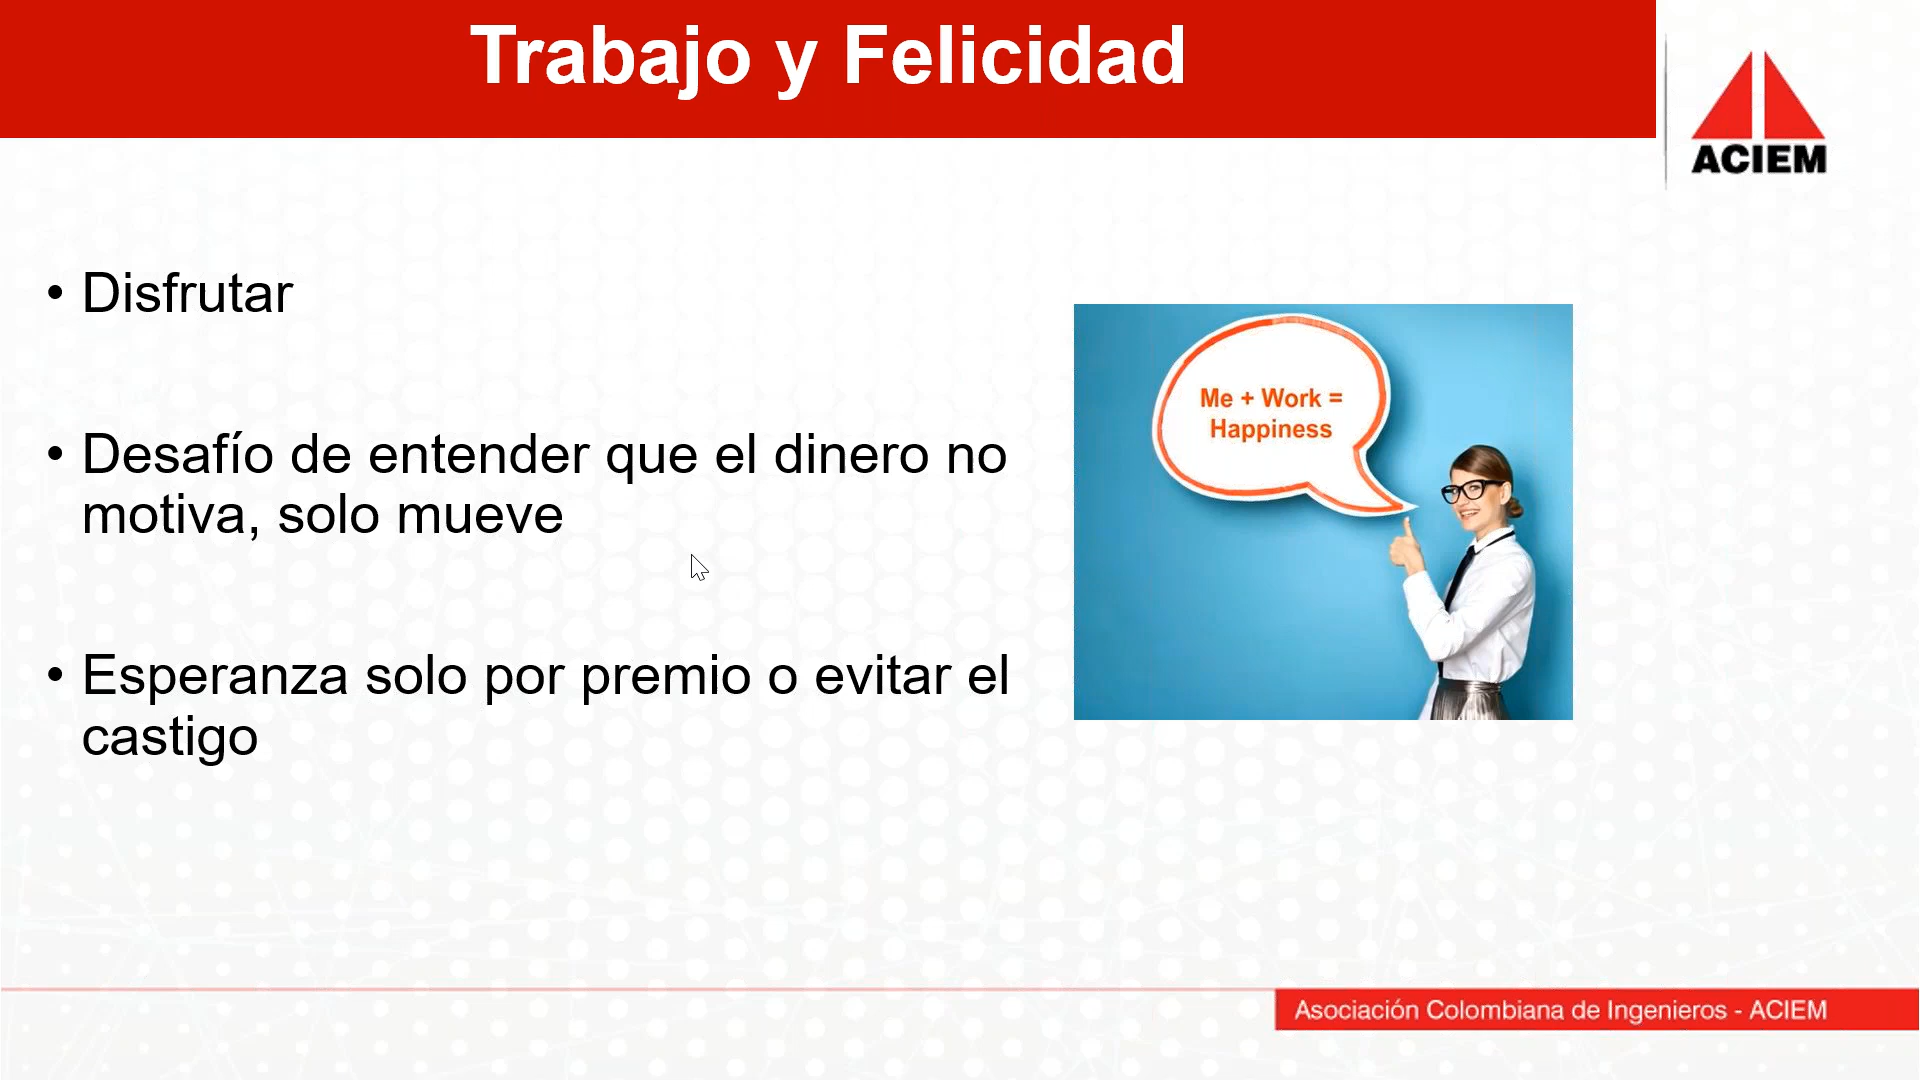 Trabajo y Felicidad
ACIEM
• Disfrutar
• Desafío de entender que el dinero no
motiva, solo mueve
• Esperanza solo por premio o evitar el
castigo
Me + Work =
Happiness
Asociación Colombiana de Ingenieros - ACIEM